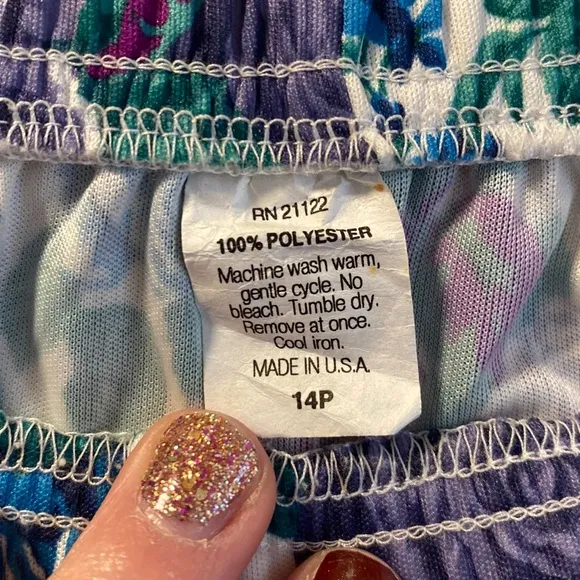 RN 21122
100% POLYESTER
Machine wash warm,
gentle cycle. No
bleach. Tumble dry.
Remove at once.
Cool iron.
MADE IN U.S.A.
14P